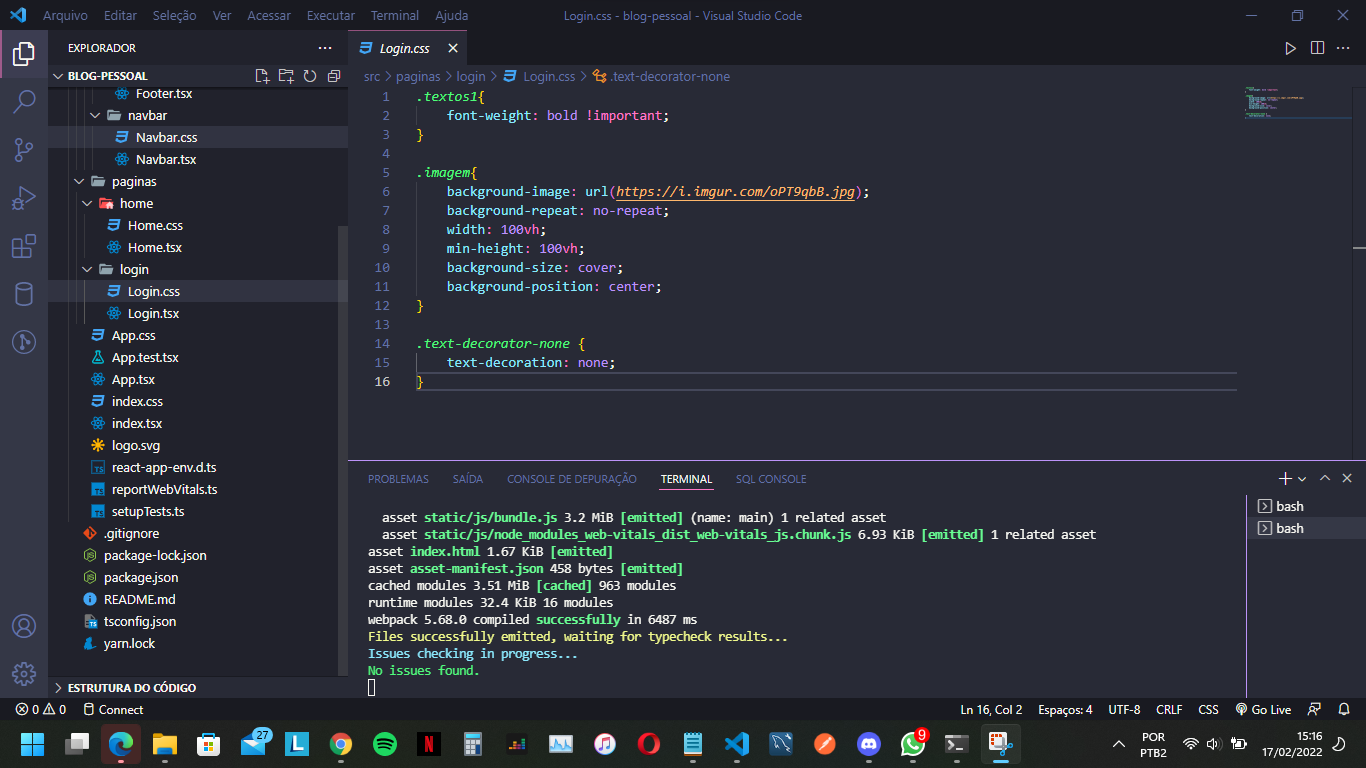 Arquivo Editar Seleção Ver Acessar Executar Terminal Ajuda Login.css - blog-pessoal - Visual Studio Code
EXPLORADOR
BLOG-PESSOAL
Footer.tsx
navbar
Navbar.css
Navbar.tsx
paginas
home
Home.css
Home.tsx
login
Login.css
Login.tsx
App.css
App.test.tsx
App.tsx
index.css
index.tsx
logo.svg
react-app-env.d.ts
reportWebVitals.ts
setupTests.ts
.gitignore
package-lock.json
package.json
README.md
tsconfig.json
yarn.lock
ESTRUTURA DO CÓDIGO
Login.css
src > paginas > login > Login.css > .text-decorator-none
1 .textos1{
2 font-weight: bold !important;
3 }
4
5 .imagem{
6 background-image: url(https://i.imgur.com/oPT9qbB.jpg);
7 background-repeat: no-repeat;
8 width: 100vh;
9 min-height: 100vh;
10 background-size: cover;
11 background-position: center;
12 }
13
14 .text-decorator-none {
15 text-decoration: none;
16 }
PROBLEMAS SAÍDA CONSOLE DE DEPURAÇÃO TERMINAL SQL CONSOLE
asset static/js/bundle.js 3.2 MiB [emitted] (name: main) 1 related asset
asset static/js/node_modules_web-vitals_dist_web-vitals_js.chunk.js 6.93 KiB [emitted] 1 related asset
asset index.html 1.67 KiB [emitted]
asset asset-manifest.json 458 bytes [emitted]
cached modules 3.51 MiB [cached] 963 modules
runtime modules 32.4 KiB 16 modules
webpack 5.68.0 compiled successfully in 6487 ms
Files successfully emitted, waiting for typecheck results...
Issues checking in progress...
No issues found.
bash
bash
0 0 Connect Ln 16, Col 2 Espaços: 4 UTF-8 CRLF CSS Go Live
27
L
N
9
POR
PTB2
15:16
17/02/2022